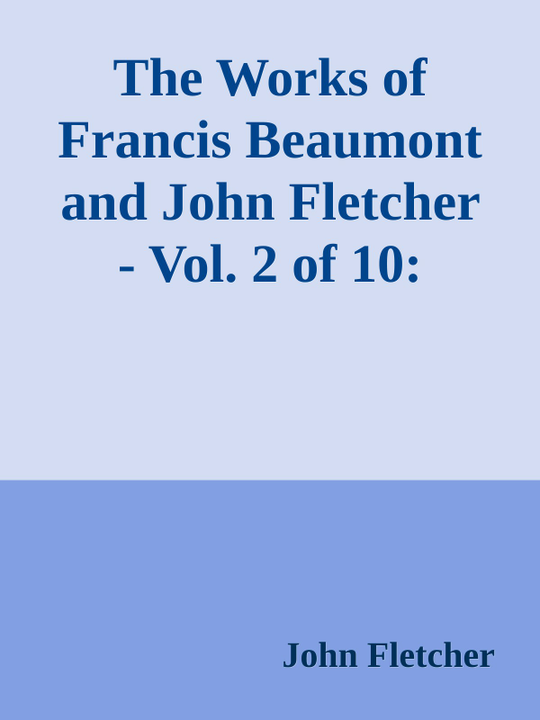 The Works of
Francis Beaumont
and John Fletcher
- Vol. 2 of 10:
John Fletcher